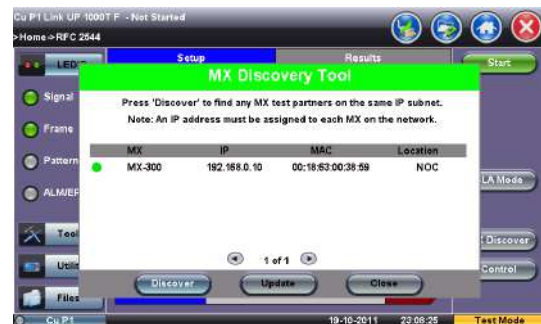 Cu P1 Link UP 1000T F - Not Started
>Home->RFC 2544
Setup Results
LED
Start
MX Discovery Tool
Signal
Press 'Discover' to find any MX test partners on the same IP subnet.
Note: An IP address must be assigned to each MX on the network.
Frame
MX IP MAC Location
Pattern
MX-300 192.168.0.10 00:18:63:00:38:59 NOC
LA Mode
ALM/ER
Tool
Discover
1 of 1
Utilit
Control
Discover Update Close
Files
Cu P1 19-10-2011 23:08:25 Test Mode